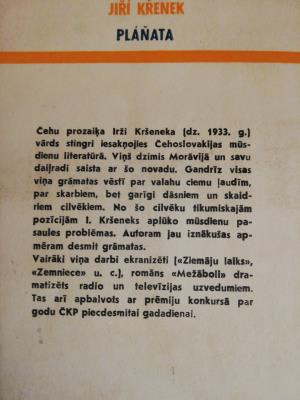 JIŘÍ KŘENEK
PLÁŇATA
Čehu prozaiķa Irži Kršeneka (dz. 1933. g.)
vārds stingri iesakņojies Čehoslovakijas mūs-
dienu literatūrā. Viņš dzimis Morāvijā un savu
daiļradi saista ar šo novadu. Gandrīz visas
viņa grāmatas vēstī par valahu ciemu ļaudīm,
par skarbiem, bet garīgi dāsniem un skaid-
riem cilvēkiem. No šo cilvēku tikumiskajām
pozīcijām I. Kršeneks aplūko mūsdienu pa-
saules problēmas. Autoram jau iznākušas ap-
mēram desmit grāmatas.
Vairāki viņa darbi ekranizēti («Ziemāju laiks»,
«Zemniece» u. c.), romāns «Mežāboli» dra-
matizēts radio un televīzijas uzvedumiem.
Tas arī apbalvots ar prēmiju konkursā par
godu ČKP piecdesmitai gadadienai.